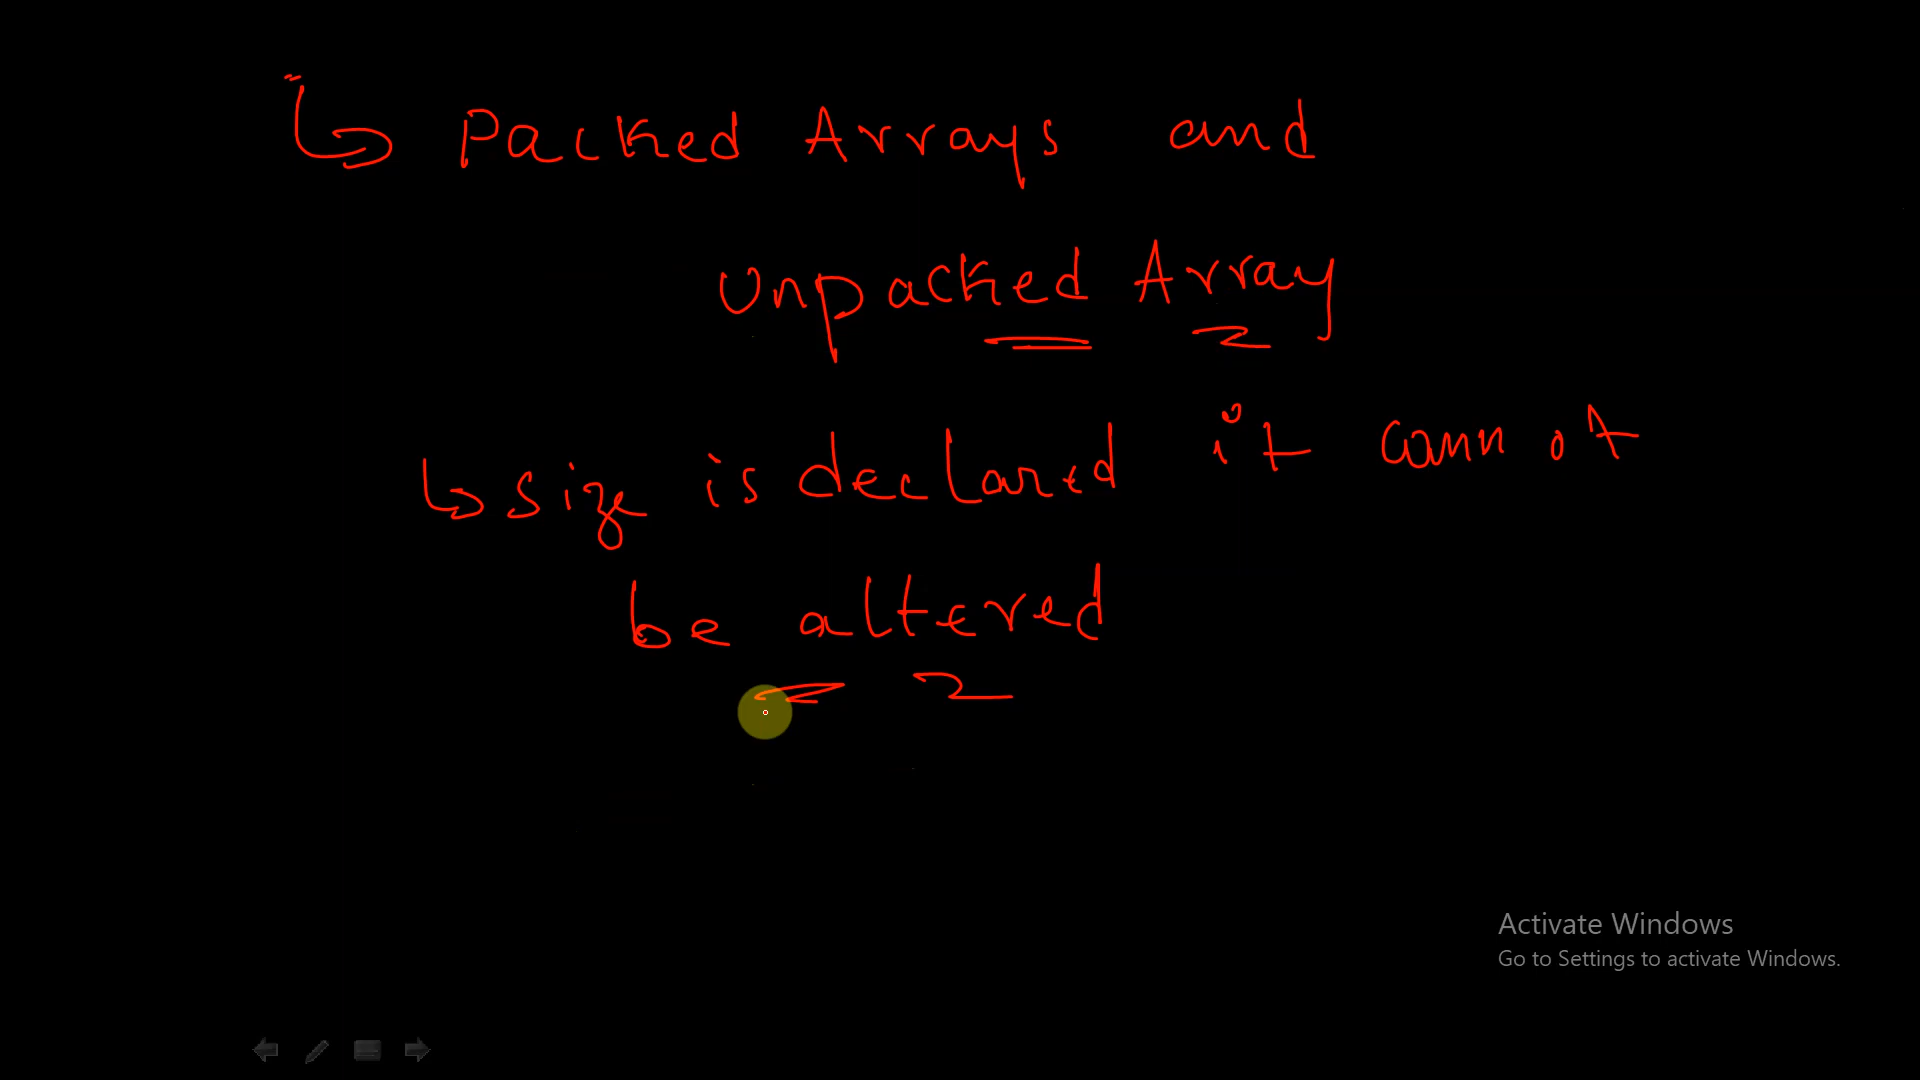 Packed Arrays and
Unpacked Array
size is declared it cannot
be altered
Activate Windows
Go to Settings to activate Windows.